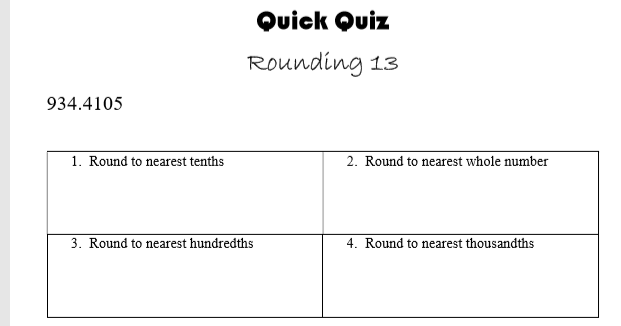 Quick Quiz
Rounding 13
934.4105
1. Round to nearest tenths
2. Round to nearest whole number
3. Round to nearest hundredths
4. Round to nearest thousandths